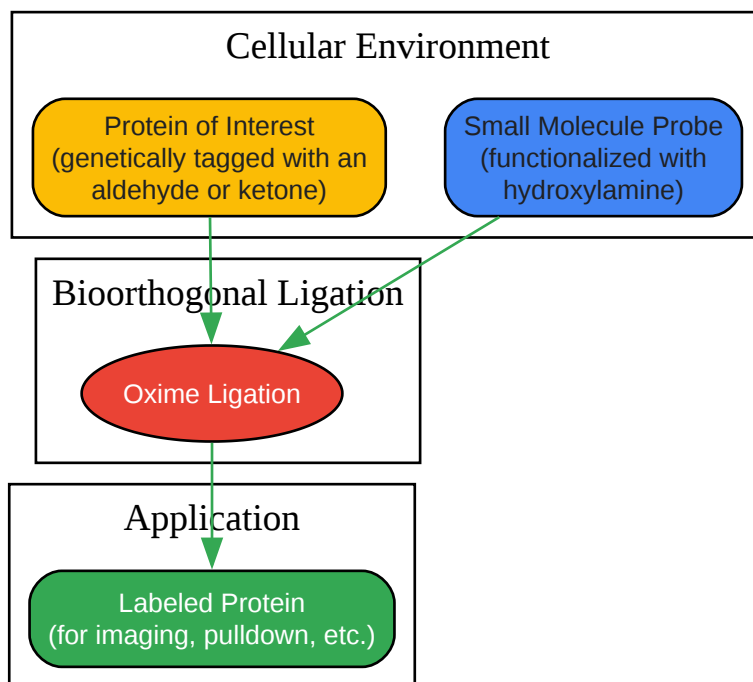 Cellular Environment
Protein of Interest
(genetically tagged with an
aldehyde or ketone)
Small Molecule Probe
(functionalized with
hydroxylamine)
Bioorthogonal Ligation
Oxime Ligation
Application
Labeled Protein
(for imaging, pulldown, etc.)